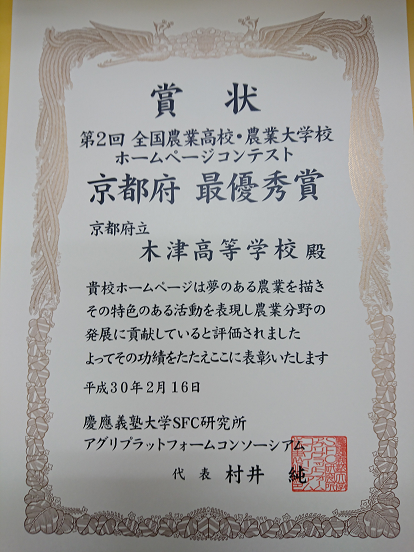 賞状
第2回 全国農業高校・農業大学校
ホームページコンテスト
京都府 最優秀賞
京都府立
木津高等学校 殿
貴校ホームページは夢のある農業を描き
その特色のある活動を表現し農業分野の
発展に貢献していると評価されました
よってその功績をたたえここに表彰いたします
平成30年2月16日
慶應義塾大学SFC研究所
アグリプラットフォームコンソーシアム
代表 村井 純